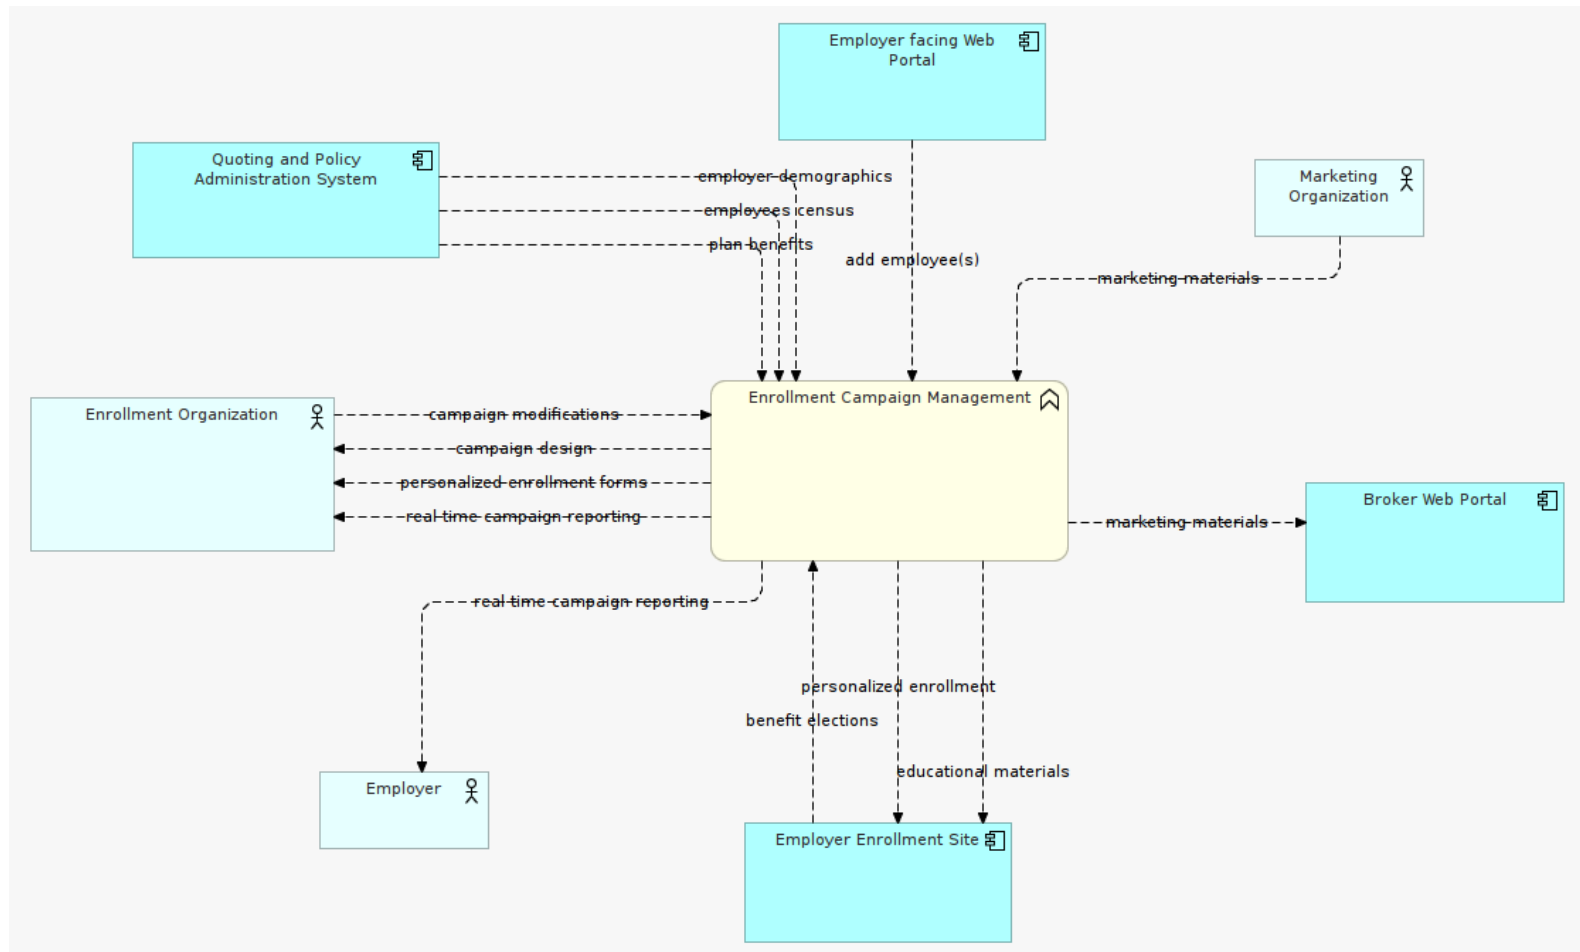 Employer facing Web
Portal
Quoting and Policy
Administration System
Marketing
Organization
employer demographics
employees census
plan benefits
add employee(s)
marketing materials
Enrollment Campaign Management
Enrollment Organization
campaign modifications
campaign design
personalized enrollment forms
real time campaign reporting
Broker Web Portal
marketing materials
real time campaign reporting
personalized enrollment
benefit elections
educational materials
Employer
Employer Enrollment Site